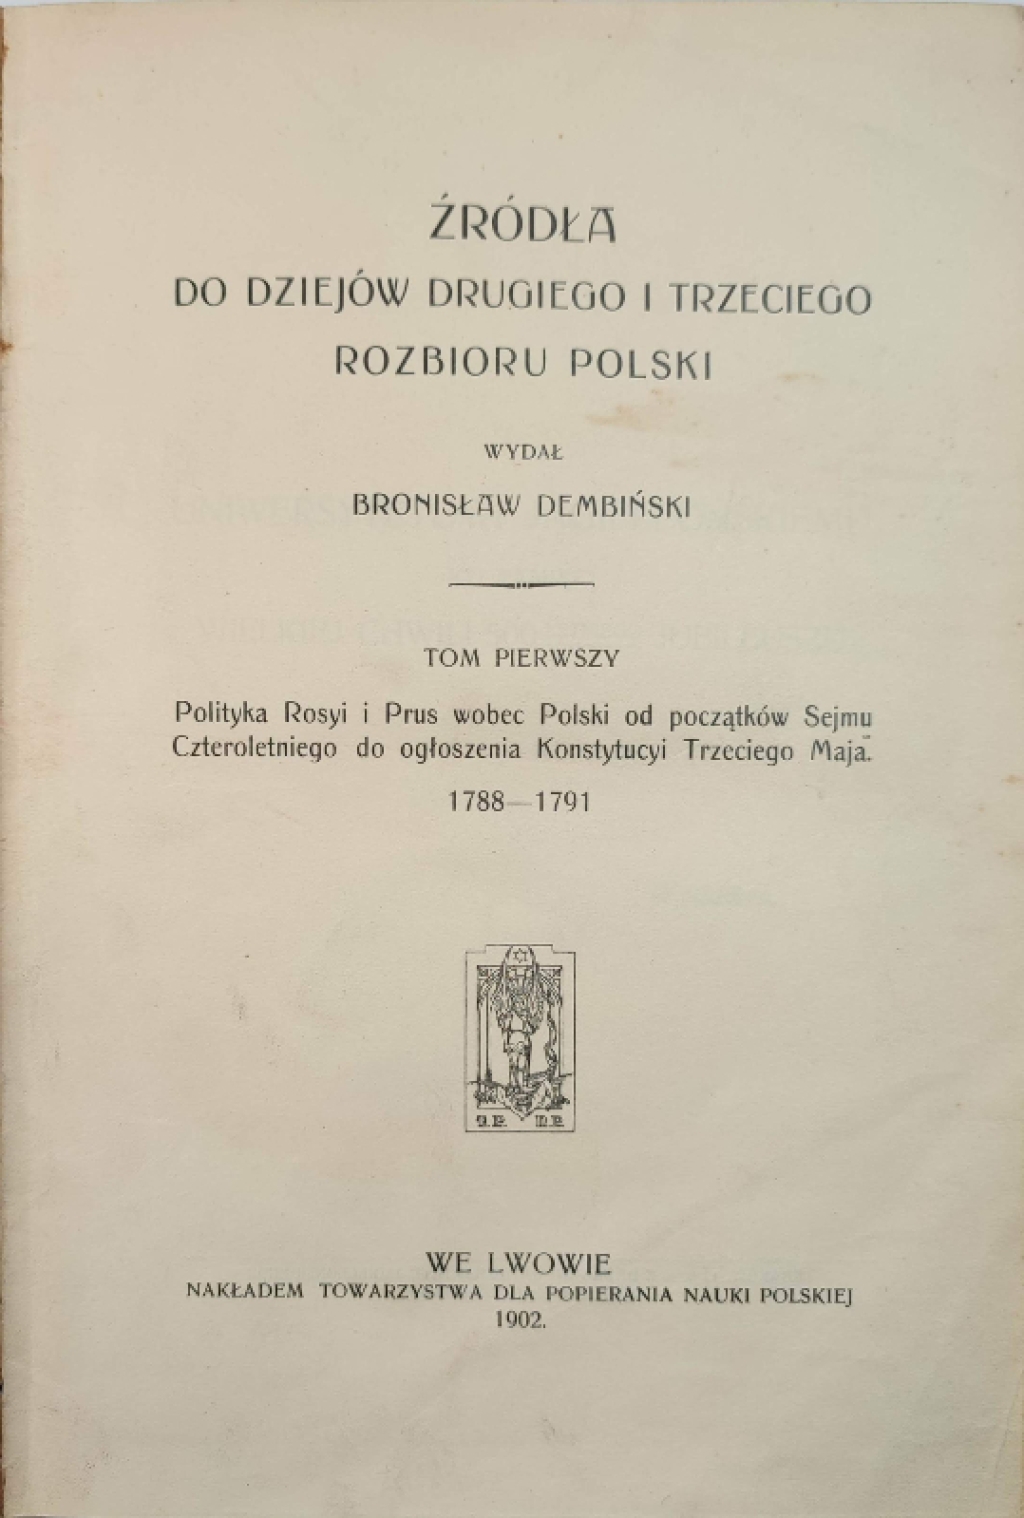 ŹRÓDŁA
DO DZIEJÓW DRUGIEGO I TRZECIEGO
ROZBIORU POLSKI
WYDAŁ
BRONISŁAW DEMBIŃSKI
TOM PIERWSZY
Polityka Rosyi i Prus wobec Polski od początków Sejmu
Czteroletniego do ogłoszenia Konstytucyi Trzeciego Maja.
1788—1791
WE LWOWIE
NAKŁADEM TOWARZYSTWA DLA POPIERANIA NAUKI POLSKIEJ
1902.